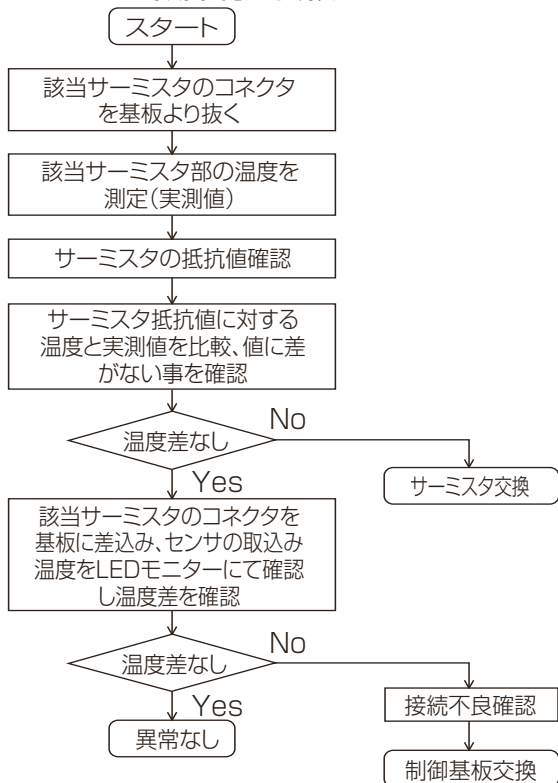 スタート
該当サーミスタのコネクタ
を基板より抜く
該当サーミスタ部の温度を
測定(実測値)
サーミスタの抵抗値確認
サーミスタ抵抗値に対する
温度と実測値を比較、値に差
がない事を確認
温度差なし
No
サーミスタ交換
Yes
該当サーミスタのコネクタを
基板に差込み、センサの取込み
温度をLEDモニターにて確認
し温度差を確認
温度差なし
No
接続不良確認
制御基板交換
Yes
異常なし